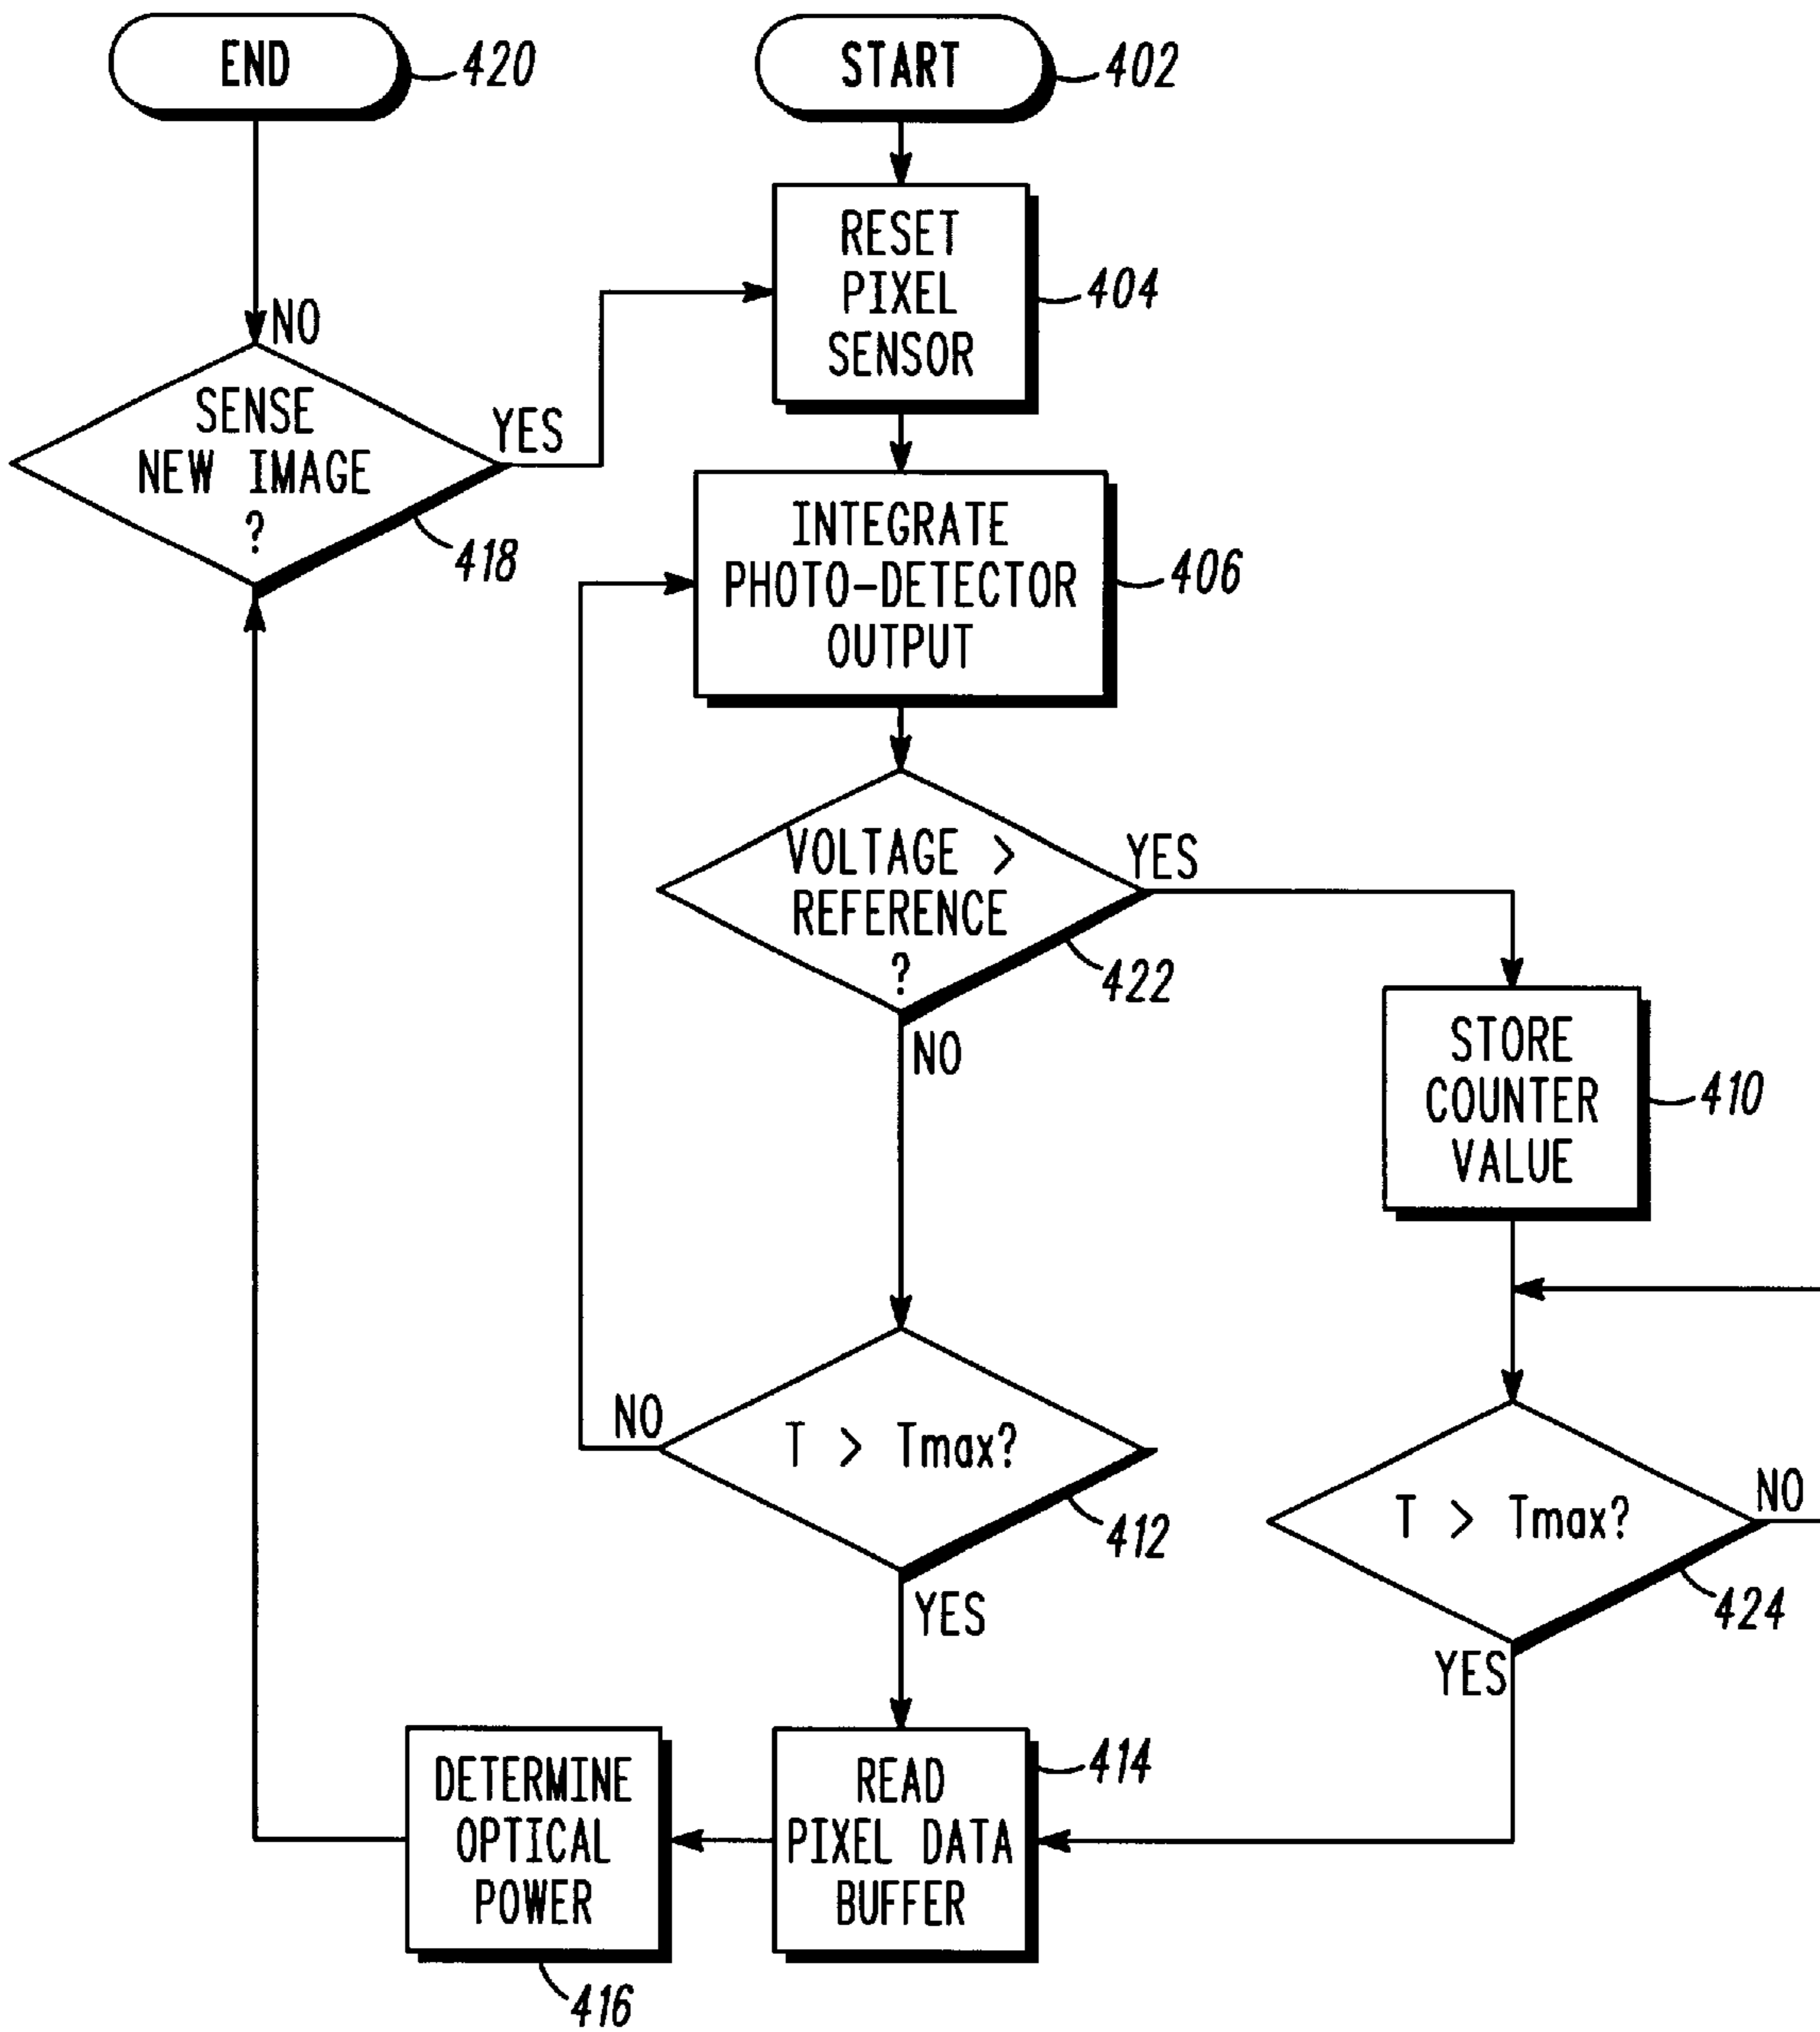 END
420
START
402
RESET
PIXEL
SENSOR
404
NO
SENSE
NEW IMAGE
?
YES
418
INTEGRATE
PHOTO-DETECTOR
OUTPUT
406
VOLTAGE >
REFERENCE
?
YES
422
NO
STORE
COUNTER
VALUE
410
T > Tmax?
NO
412
YES
T > Tmax?
NO
424
YES
READ
PIXEL DATA
BUFFER
414
DETERMINE
OPTICAL
POWER
416